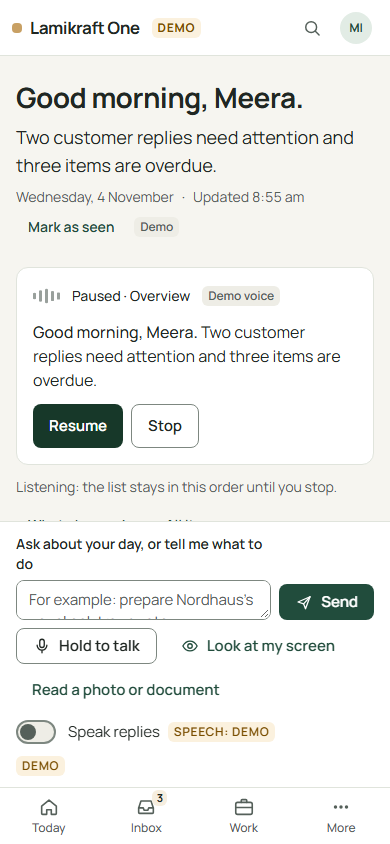 Lamikraft One DEMO MI
Good morning, Meera.
Two customer replies need attention and
three items are overdue.
Wednesday, 4 November · Updated 8:55 am
Mark as seen Demo
Paused · Overview Demo voice
Good morning, Meera. Two customer
replies need attention and three items are
overdue.
Resume Stop
Listening: the list stays in this order until you stop.
Ask about your day, or tell me what to
do
For example: prepare Nordhaus's
Send
Hold to talk Look at my screen
Read a photo or document
Speak replies SPEECH: DEMO
DEMO
3
Today Inbox Work More